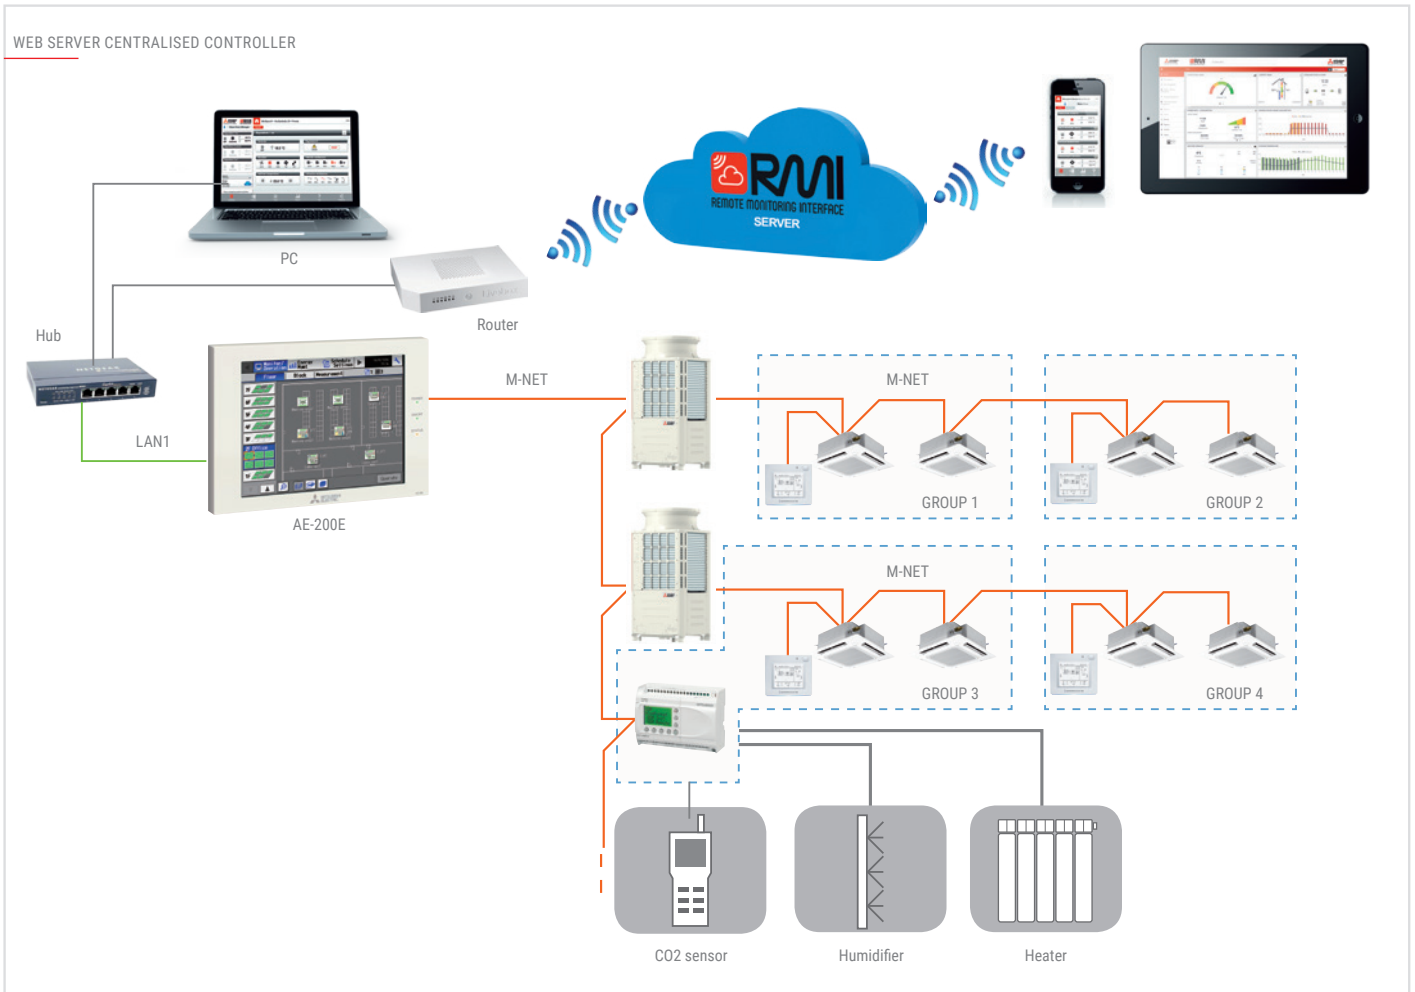 WEB SERVER CENTRALISED CONTROLLER
RMI
REMOTE MONITORING INTERFACE
SERVER
PC
Router
Hub
LAN1
AE-200E
M-NET
M-NET
GROUP 1
GROUP 2
M-NET
GROUP 3
GROUP 4
CO2 sensor
Humidifier
Heater